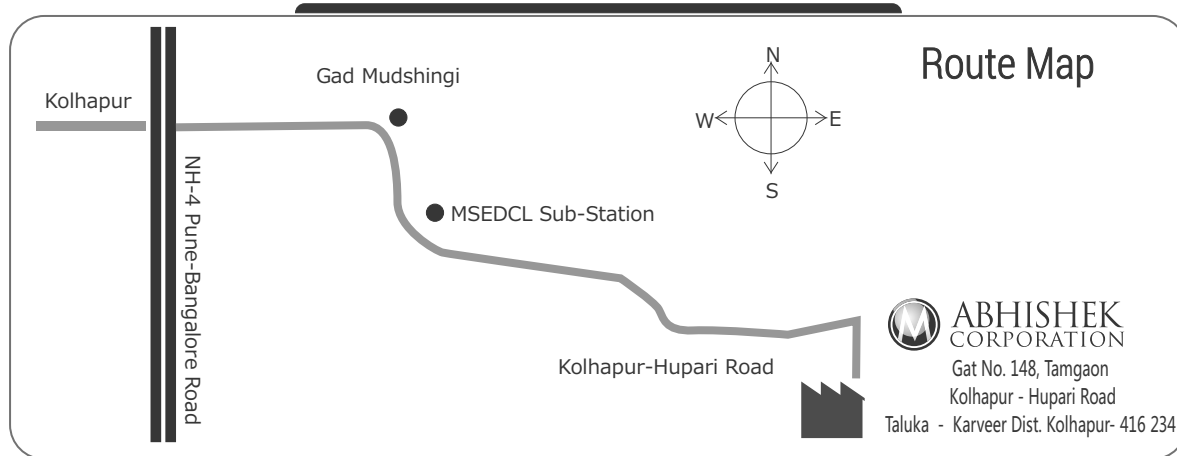 Route Map
Kolhapur
Gad Mudshingi
N
W
E
S
NH-4 Pune-Bangalore Road
MSEDCL Sub-Station
Kolhapur-Hupari Road
M
ABHISHEK
CORPORATION
Gat No. 148, Tamgaon
Kolhapur - Hupari Road
Taluka - Karveer Dist. Kolhapur- 416 234